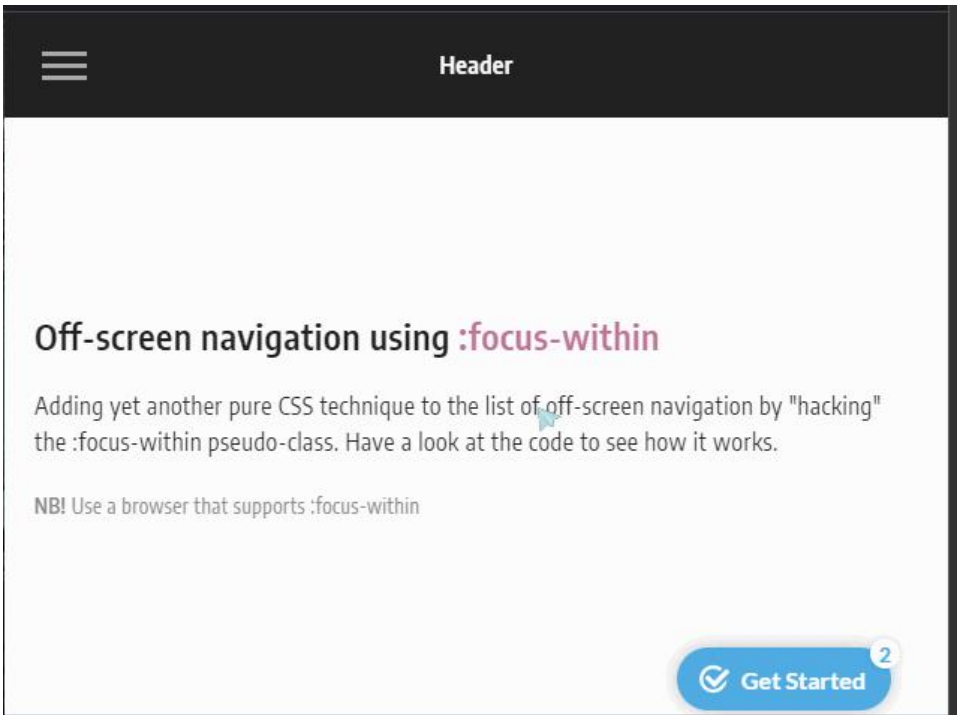 Header
Off-screen navigation using :focus-within
Adding yet another pure CSS technique to the list of off-screen navigation by "hacking"
the :focus-within pseudo-class. Have a look at the code to see how it works.
NB! Use a browser that supports :focus-within
2
Get Started